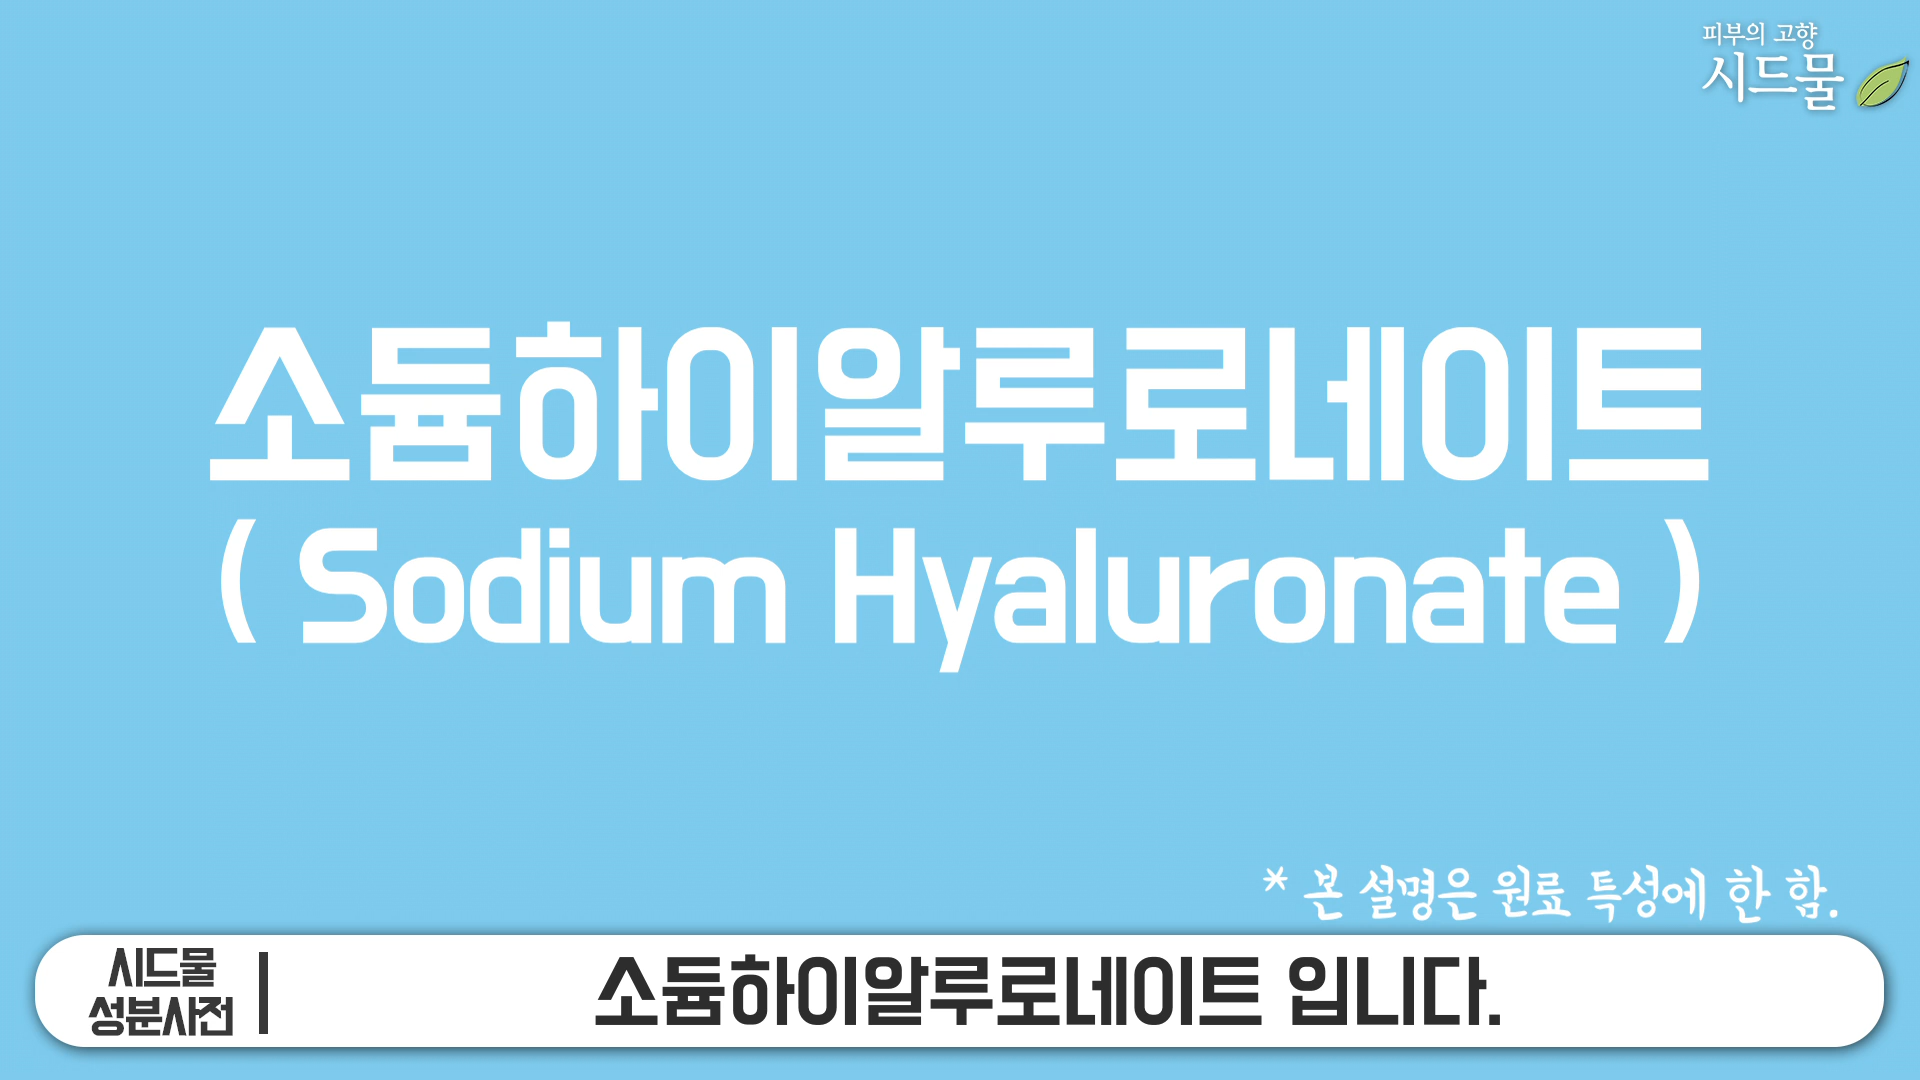 피부의 고향
시드물
소듐하이알루로네이트
( Sodium Hyaluronate )
* 본 설명은 원료 특성에 한 함.
시드물
성분사전
소듐하이알루로네이트 입니다.